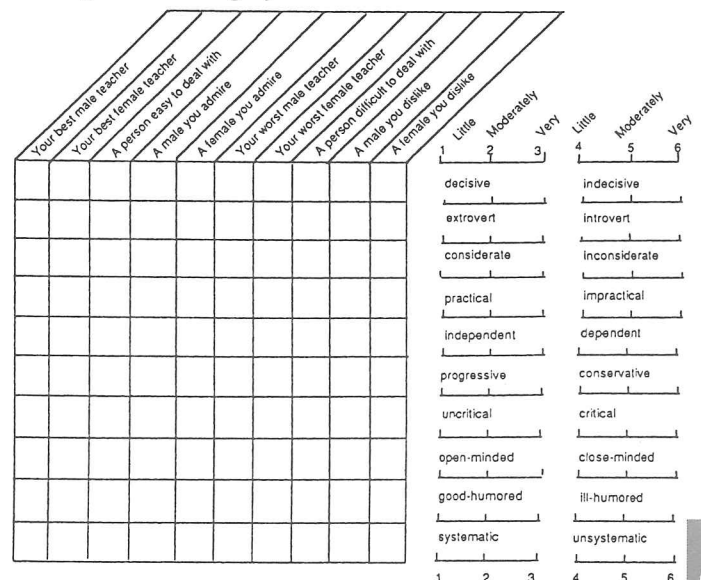 Your best male teacher
Your best female teacher
A person easy to deal with
A male you admire
A female you admire
Your worst male teacher
Your worst female teacher
A person difficult to deal with
A male you dislike
A female you dislike
Little Moderately Very Little Moderately Very
1 2 3 4 5 6
decisive indecisive
extrovert introvert
considerate inconsiderate
practical impractical
independent dependent
progressive conservative
uncritical critical
open-minded close-minded
good-humored ill-humored
systematic unsystematic
1 2 3 4 5 6